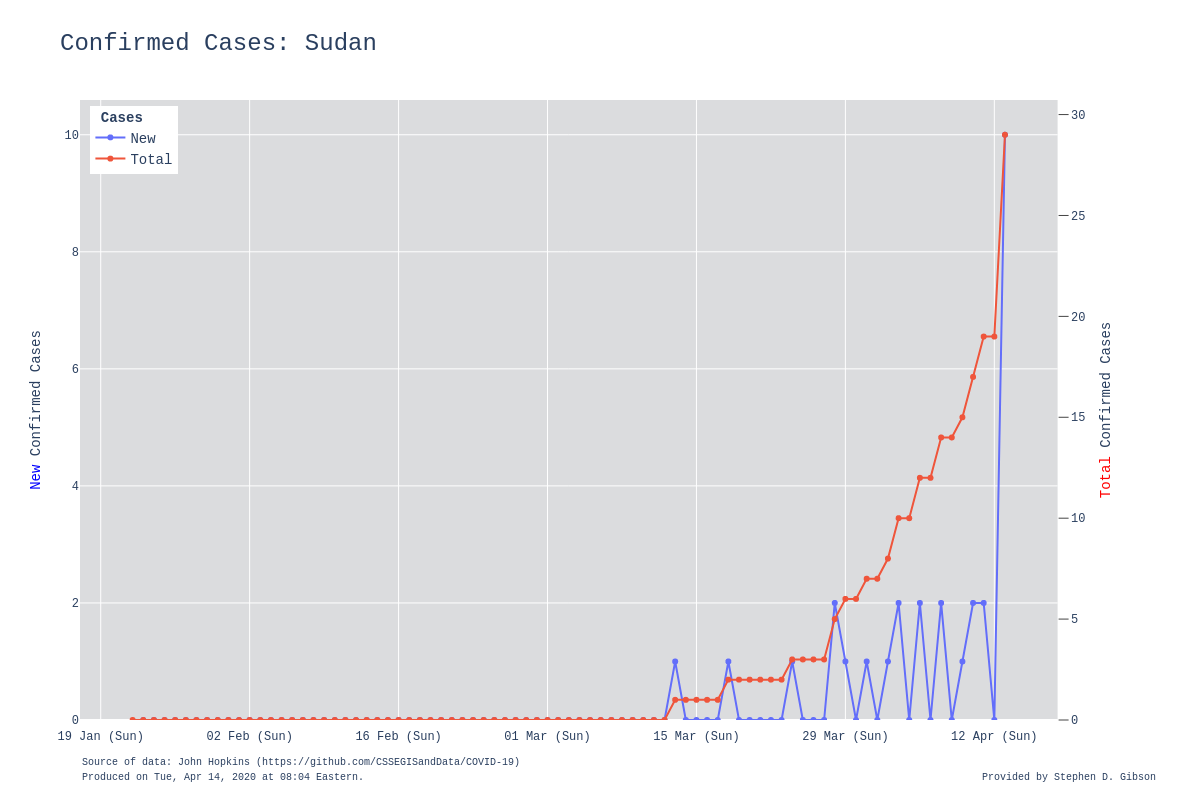 Confirmed Cases: Sudan
Cases
New
Total
10
8
6
4
2
0
30
25
20
15
10
5
0
New Confirmed Cases
Total Confirmed Cases
19 Jan (Sun)
02 Feb (Sun)
16 Feb (Sun)
01 Mar (Sun)
15 Mar (Sun)
29 Mar (Sun)
12 Apr (Sun)
Source of data: John Hopkins (https://github.com/CSSEGISandData/COVID-19)
Produced on Tue, Apr 14, 2020 at 08:04 Eastern.
Provided by Stephen D. Gibson